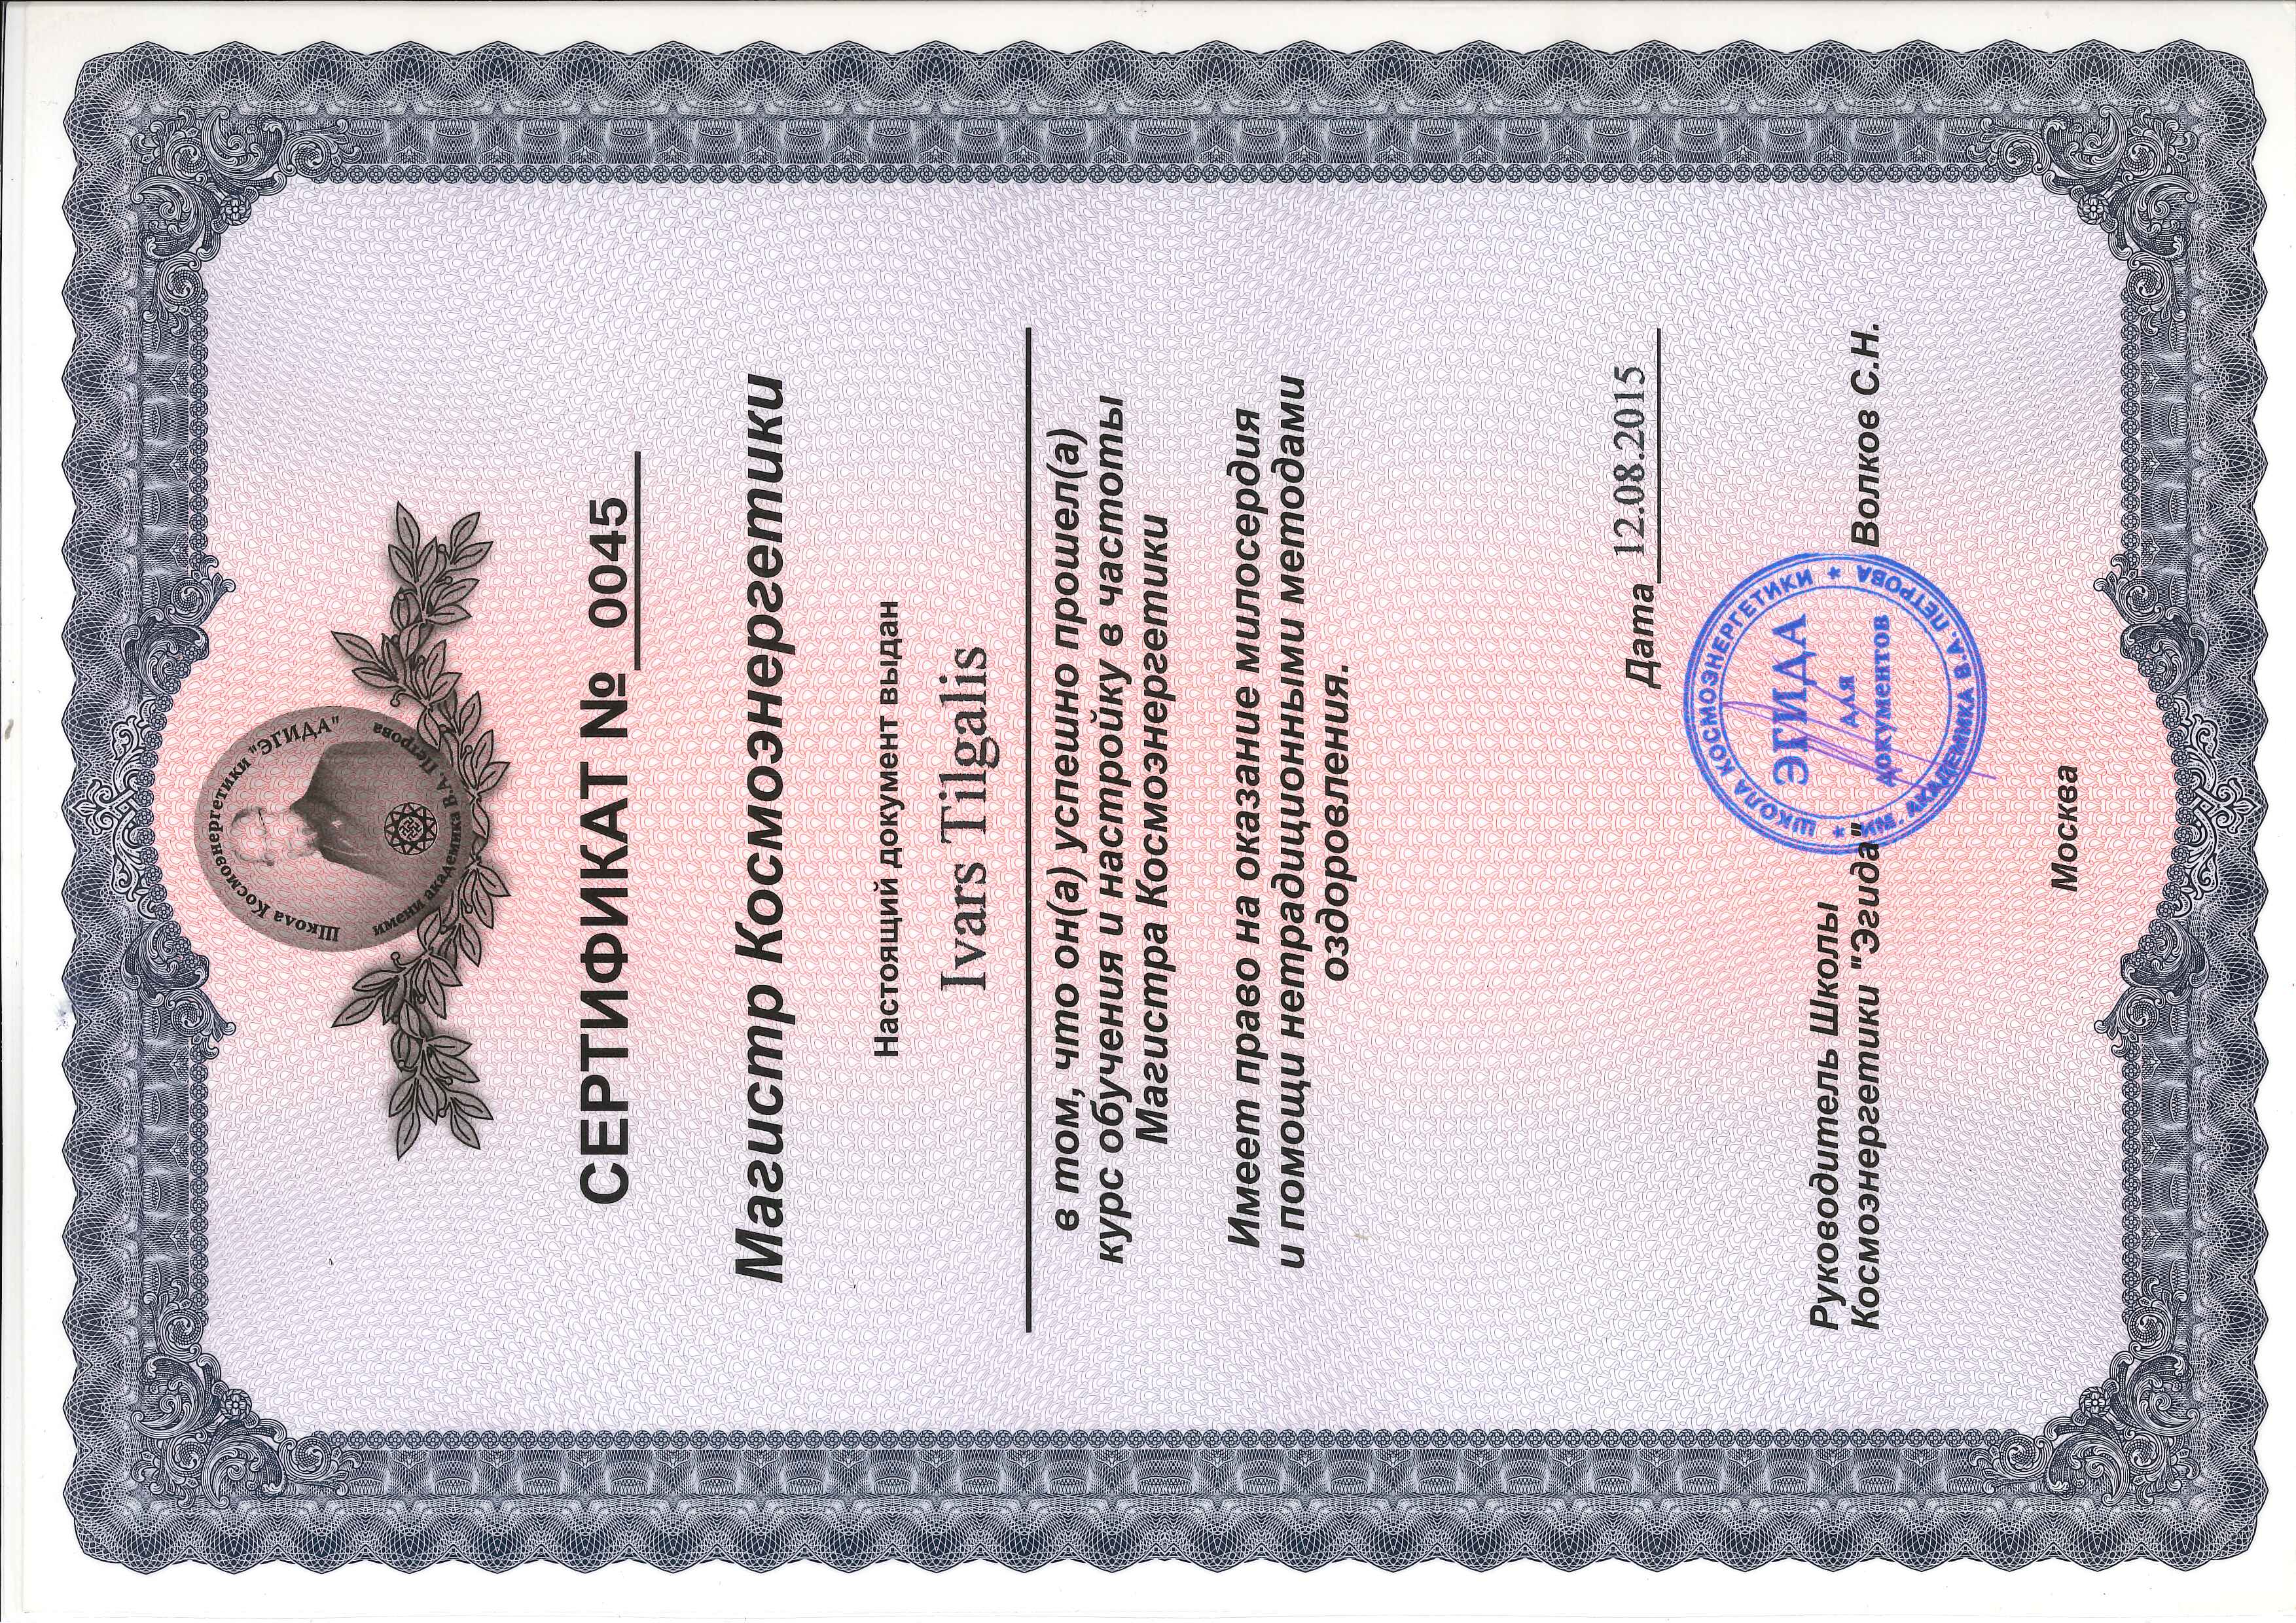 Школа Космоэнергетики "ЭГИДА"
имени академика В.А. Петрова
СЕРТИФИКАТ № 0045
Магистр Космоэнергетики
Настоящий документ выдан
Ivars Tilgalis
в том, что он(а) успешно прошел(а)
курс обучения и настройку в частоты
Магистра Космоэнергетики
Имеет право на оказание милосердия
и помощи нетрадиционными методами
оздоровления.
Дата 12.08.2015
Руководитель Школы
Космоэнергетики "Эгида" Волков С.Н.
ШКОЛА КОСМОЭНЕРГЕТИКИ
ИМ. АКАДЕМИКА В.А. ПЕТРОВА
ЭГИДА
для
документов
Москва